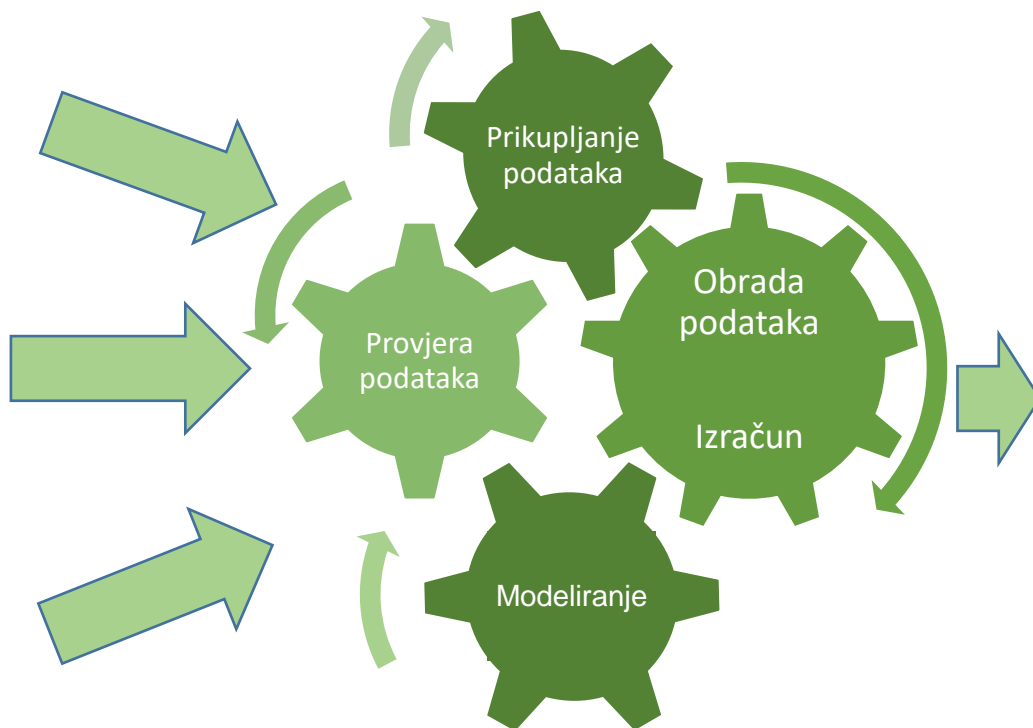 Prikupljanje
podataka
Obrada
podataka
Izračun
Provjera
podataka
Modeliranje